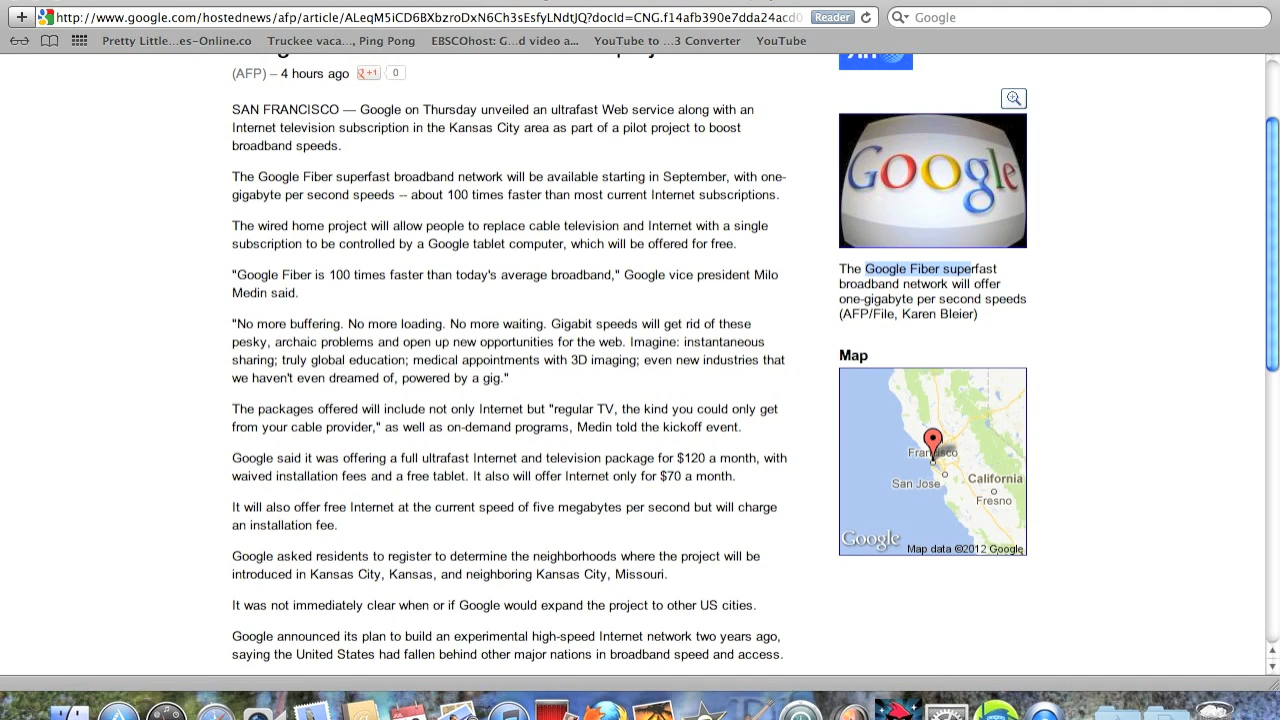 http://www.google.com/hostednews/afp/article/ALeqM5iCD6BXbzroDxN6Ch3sEsfyLNdtJQ?docId=CNG.f14afb390e7dda24acd0
Reader
Google
Pretty Little...es-Online.co
Truckee vaca..., Ping Pong
EBSCOhost: G...d video a...
YouTube to ...3 Converter
YouTube
(AFP) – 4 hours ago
+1
0
SAN FRANCISCO — Google on Thursday unveiled an ultrafast Web service along with an
Internet television subscription in the Kansas City area as part of a pilot project to boost
broadband speeds.
The Google Fiber superfast broadband network will be available starting in September, with one-
gigabyte per second speeds -- about 100 times faster than most current Internet subscriptions.
The wired home project will allow people to replace cable television and Internet with a single
subscription to be controlled by a Google tablet computer, which will be offered for free.
"Google Fiber is 100 times faster than today's average broadband," Google vice president Milo
Medin said.
"No more buffering. No more loading. No more waiting. Gigabit speeds will get rid of these
pesky, archaic problems and open up new opportunities for the web. Imagine: instantaneous
sharing; truly global education; medical appointments with 3D imaging; even new industries that
we haven't even dreamed of, powered by a gig."
The packages offered will include not only Internet but "regular TV, the kind you could only get
from your cable provider," as well as on-demand programs, Medin told the kickoff event.
Google said it was offering a full ultrafast Internet and television package for $120 a month, with
waived installation fees and a free tablet. It also will offer Internet only for $70 a month.
It will also offer free Internet at the current speed of five megabytes per second but will charge
an installation fee.
Google asked residents to register to determine the neighborhoods where the project will be
introduced in Kansas City, Kansas, and neighboring Kansas City, Missouri.
It was not immediately clear when or if Google would expand the project to other US cities.
Google announced its plan to build an experimental high-speed Internet network two years ago,
saying the United States had fallen behind other major nations in broadband speed and access.
Google
The Google Fiber superfast
broadband network will offer
one-gigabyte per second speeds
(AFP/File, Karen Bleier)
Map
Francisco
San Jose
California
Fresno
Google
Map data ©2012 Google